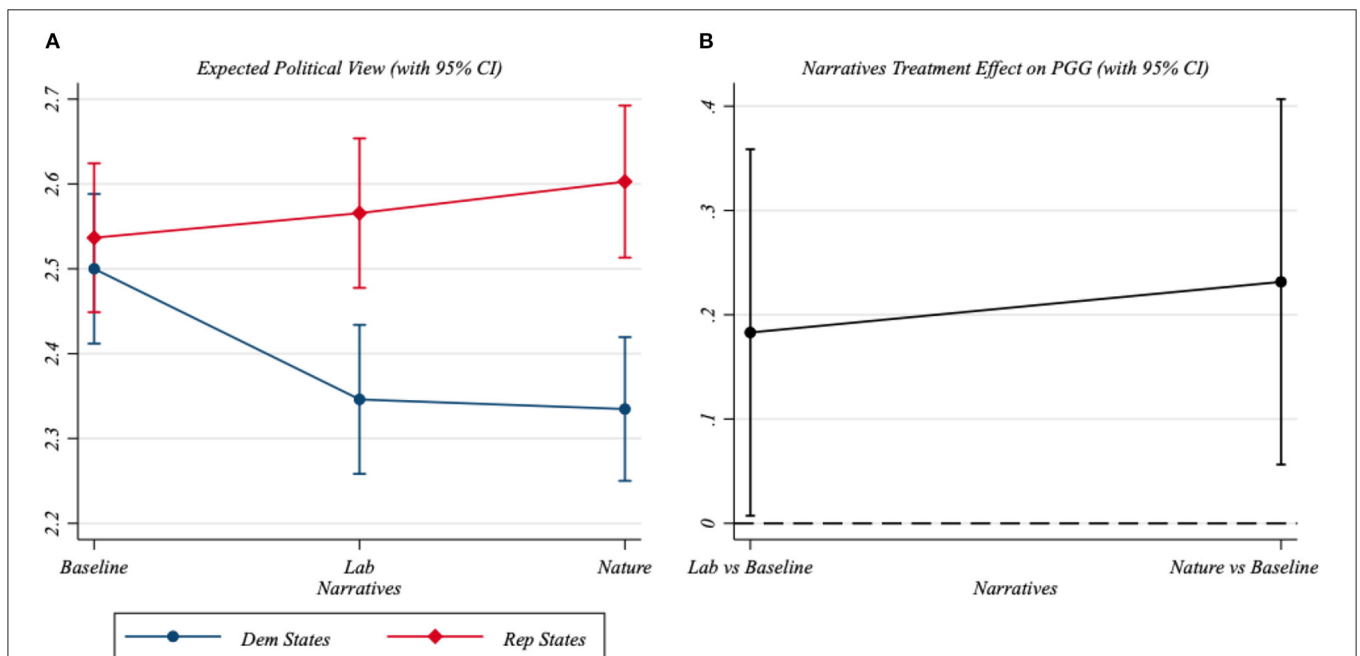 A
Expected Political View (with 95% CI)
2.7
2.6
2.5
2.4
2.3
2.2
Baseline
Lab
Nature
Narratives
Dem States
Rep States
B
Narratives Treatment Effect on PGG (with 95% CI)
.4
.3
.2
.1
0
Lab vs Baseline
Nature vs Baseline
Narratives